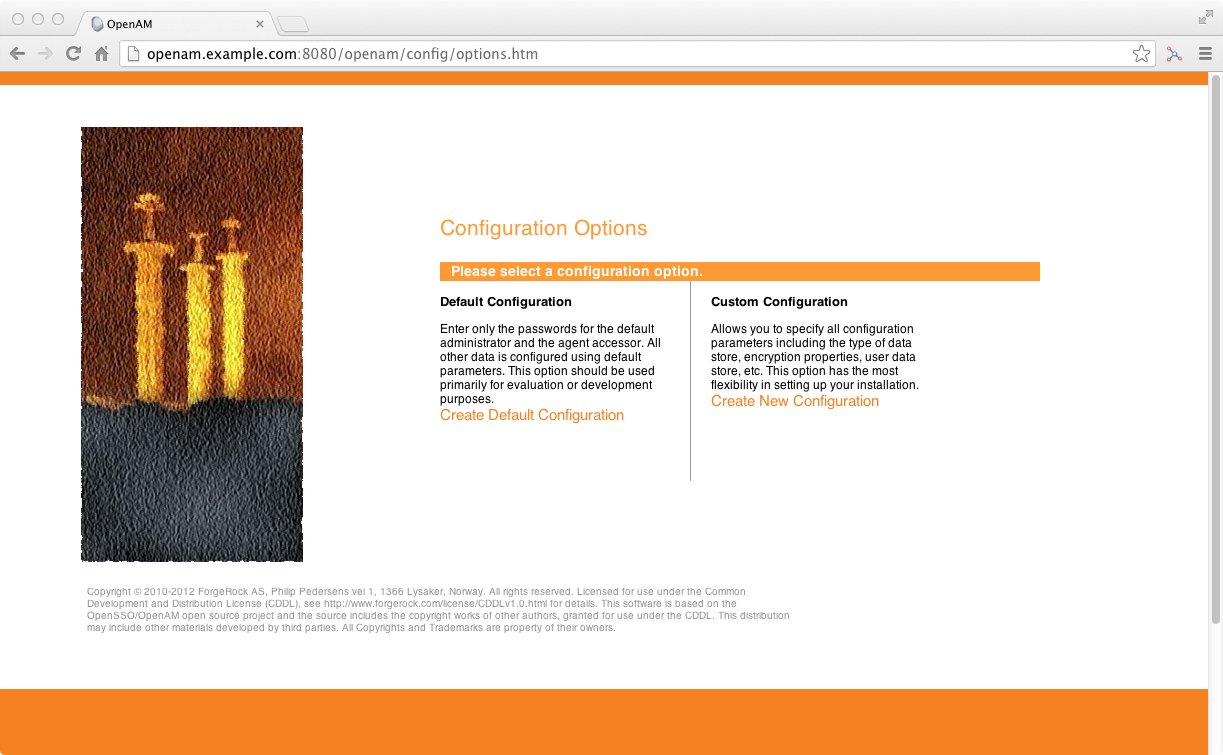 OpenAM
openam.example.com:8080/openam/config/options.htm
Configuration Options
Please select a configuration option.
Default Configuration
Enter only the passwords for the default
administrator and the agent accessor. All
other data is configured using default
parameters. This option should be used
primarily for evaluation or development
purposes.
Create Default Configuration
Custom Configuration
Allows you to specify all configuration
parameters including the type of data
store, encryption properties, user data
store, etc. This option has the most
flexibility in setting up your installation.
Create New Configuration
Copyright © 2010-2012 ForgeRock AS, Philip Pedersens vei 1, 1366 Lysaker, Norway. All rights reserved. Licensed for use under the Common
Development and Distribution License (CDDL), see http://www.forgerock.com/license/CDDLv1.0.html for details. This software is based on the
OpenSSO/OpenAM open source project and the source includes the copyright works of other authors, granted for use under the CDDL. This distribution
may include other materials developed by third parties. All Copyrights and Trademarks are property of their owners.